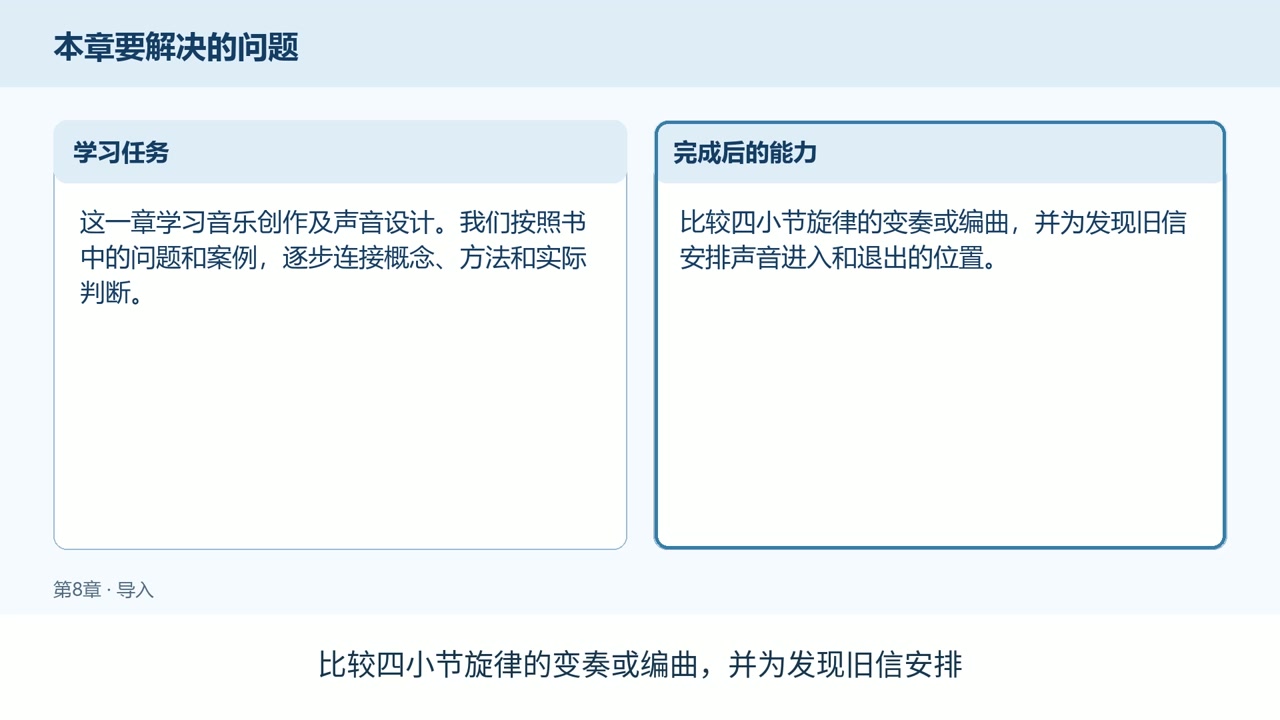 本章要解决的问题
学习任务
这一章学习音乐创作及声音设计。我们按照书
中的问题和案例，逐步连接概念、方法和实际
判断。
完成后的能力
比较四小节旋律的变奏或编曲，并为发现旧信
安排声音进入和退出的位置。
第8章 · 导入
比较四小节旋律的变奏或编曲，并为发现旧信安排